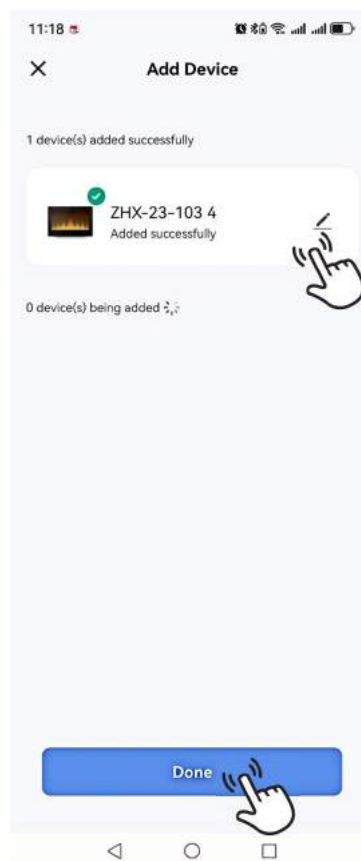 11:18
Add Device
1 device(s) added successfully
ZHX-23-103 4
Added successfully
0 device(s) being added
Done